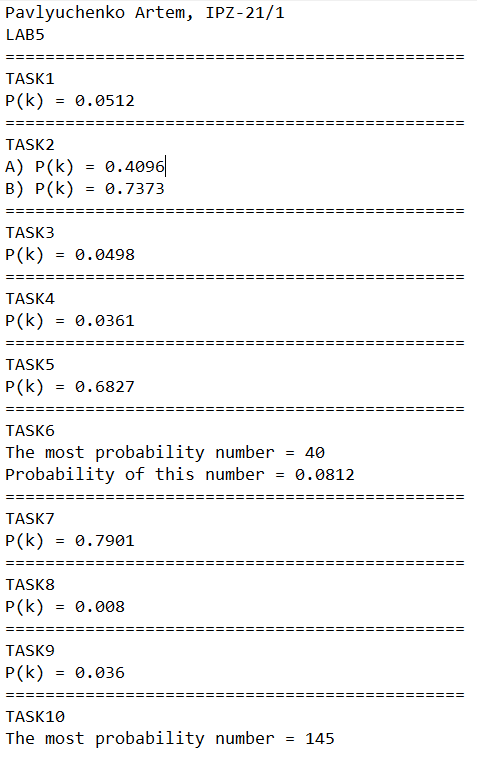 Pavlyuchenko Artem, IPZ-21/1
LAB5
==============================================
TASK1
P(k) = 0.0512
==============================================
TASK2
A) P(k) = 0.4096
B) P(k) = 0.7373
==============================================
TASK3
P(k) = 0.0498
==============================================
TASK4
P(k) = 0.0361
==============================================
TASK5
P(k) = 0.6827
==============================================
TASK6
The most probability number = 40
Probability of this number = 0.0812
==============================================
TASK7
P(k) = 0.7901
==============================================
TASK8
P(k) = 0.008
==============================================
TASK9
P(k) = 0.036
==============================================
TASK10
The most probability number = 145